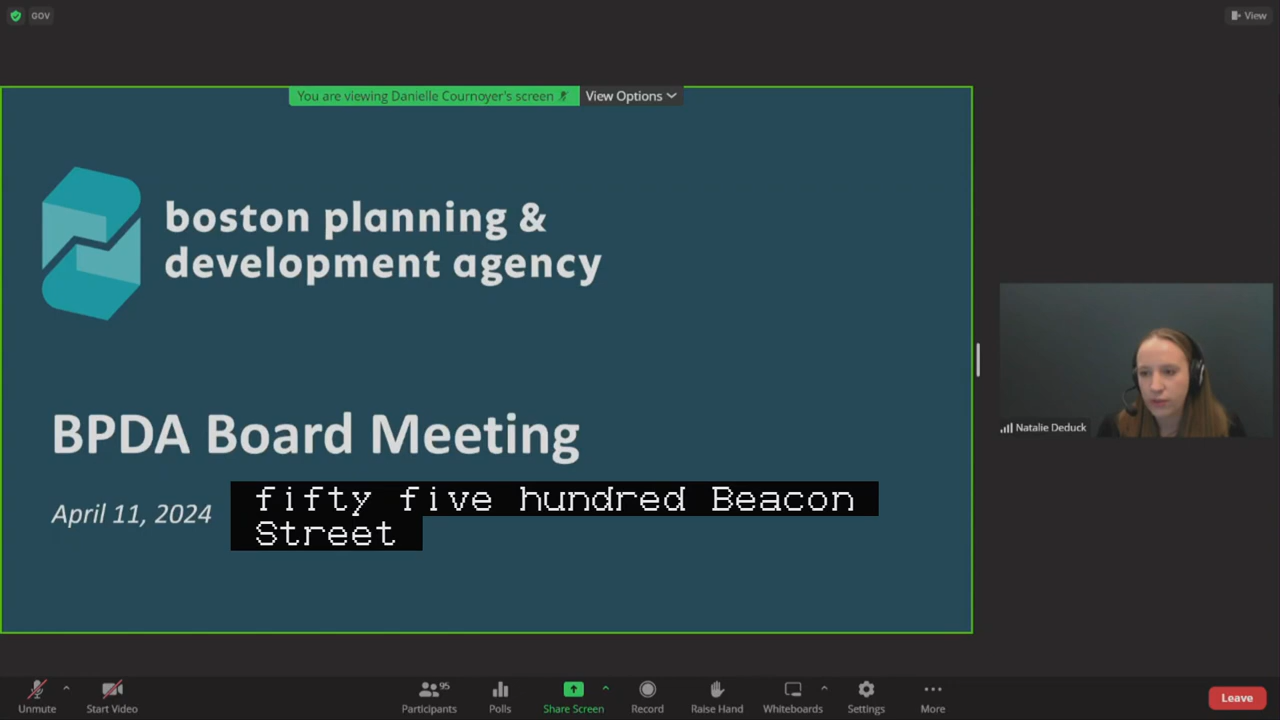 GOV
View
You are viewing Danielle Cournoyer's screen
View Options
boston planning &
development agency
BPDA Board Meeting
April 11, 2024
fifty five hundred Beacon
Street
Natalie Deduck
Unmute
Start Video
Participants
95
Polls
Share Screen
Record
Raise Hand
Whiteboards
Settings
More
Leave